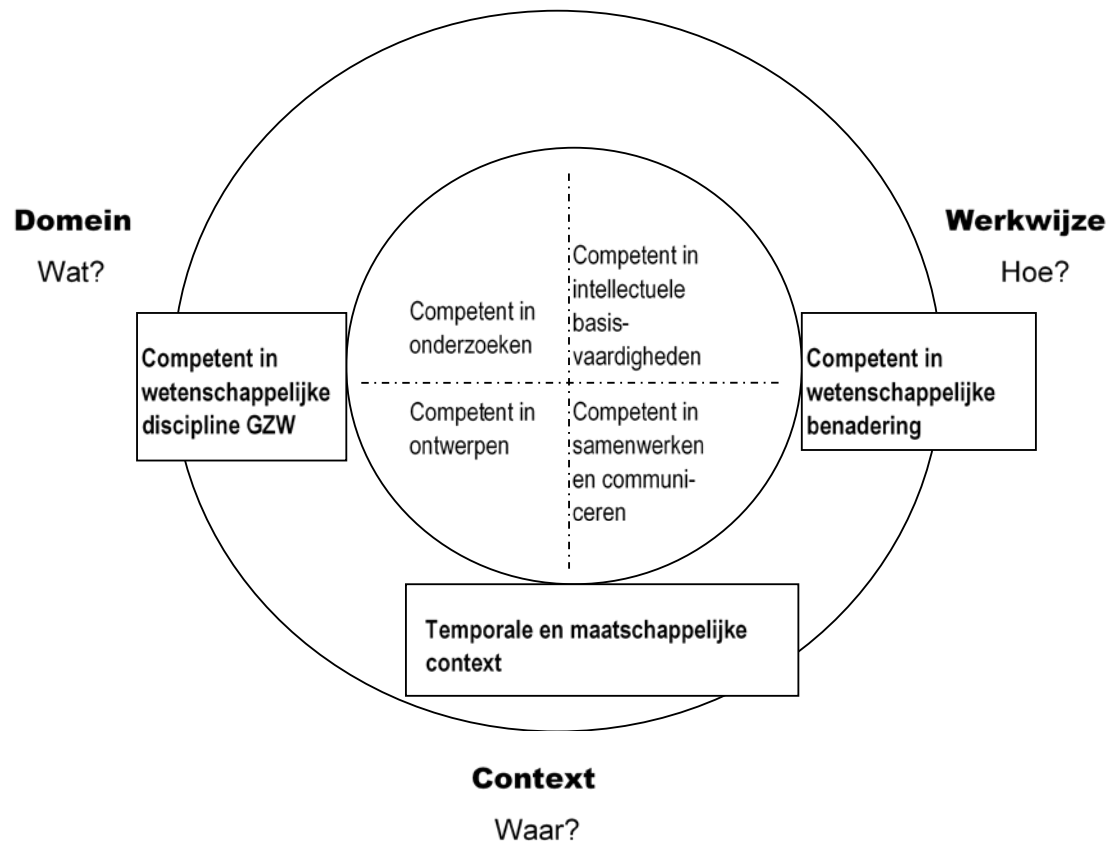 Domein
Wat?
Werkwijze
Hoe?
Competent in
onderzoeken
Competent in
intellectuele
basis-
vaardigheden
Competent in
wetenschappelijke
discipline GZW
Competent in
ontwerpen
Competent in
samenwerken
en communi-
ceren
Competent in
wetenschappelijke
benadering
Temporale en maatschappelijke
context
Context
Waar?